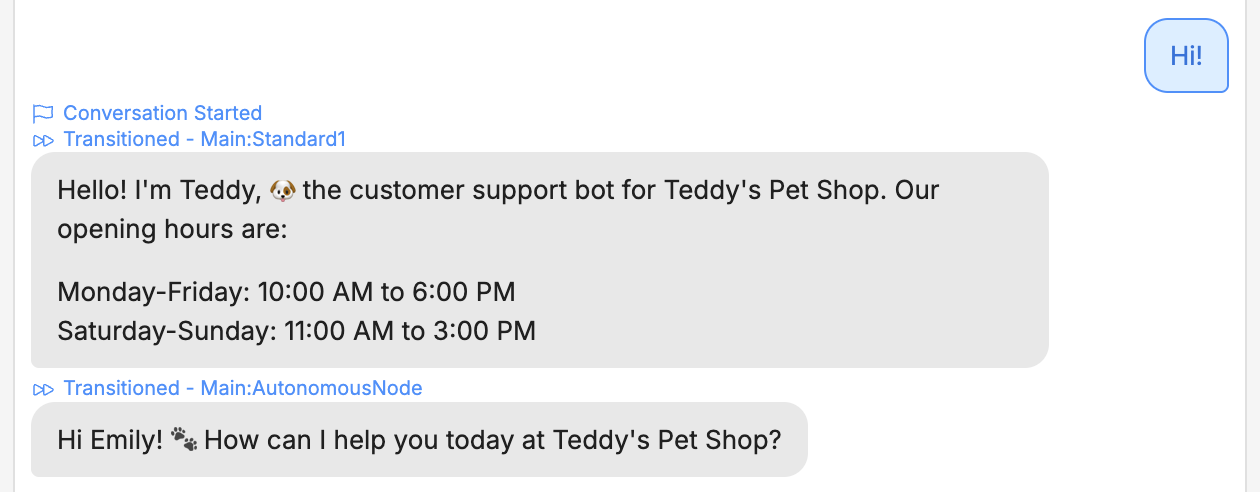 Hi!
Conversation Started
Transitioned - Main:Standard1
Hello! I'm Teddy, 🐶 the customer support bot for Teddy's Pet Shop. Our
opening hours are:
Monday-Friday: 10:00 AM to 6:00 PM
Saturday-Sunday: 11:00 AM to 3:00 PM
Transitioned - Main:AutonomousNode
Hi Emily! 🐾 How can I help you today at Teddy's Pet Shop?